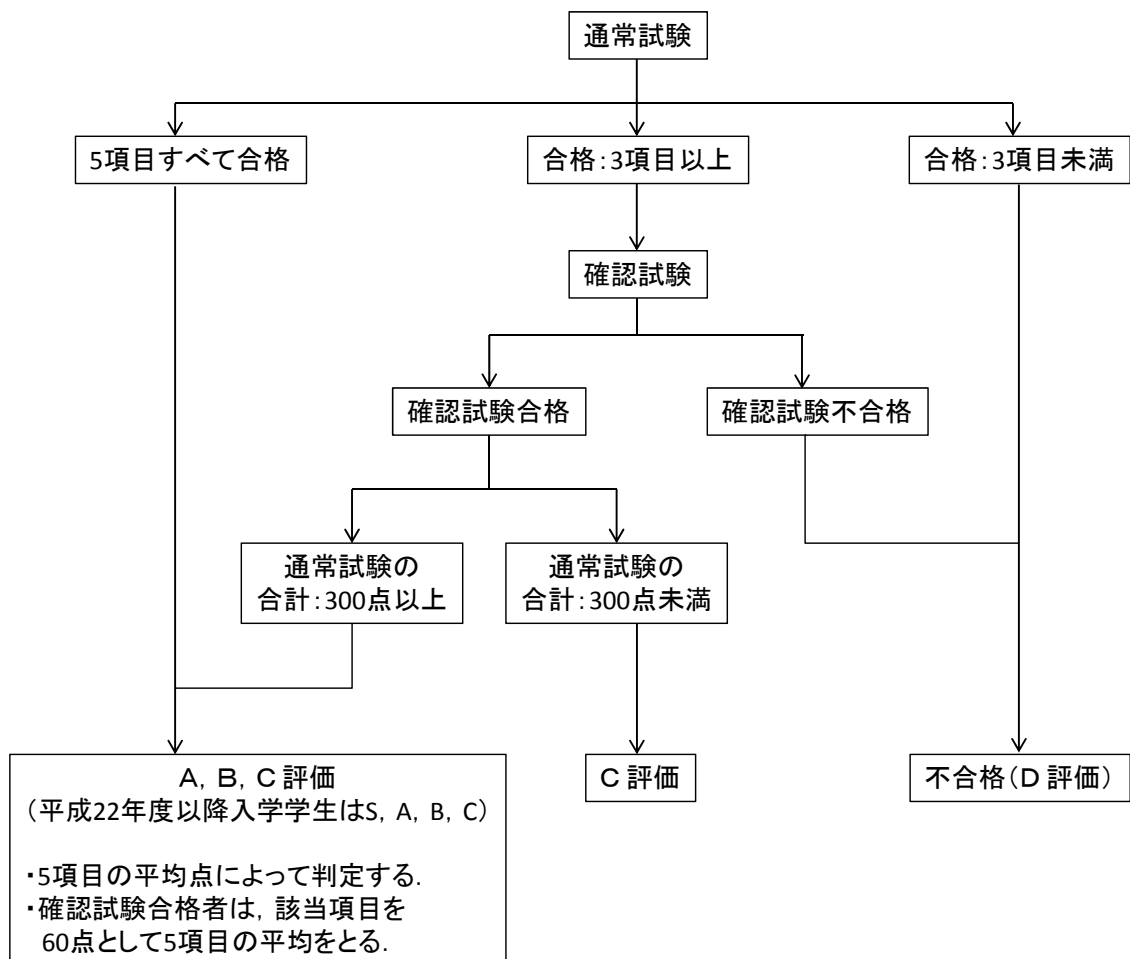 通常試験
5項目すべて合格
合格:3項目以上
合格:3項目未満
確認試験
確認試験合格
確認試験不合格
通常試験の
合計:300点以上
通常試験の
合計:300点未満
A, B, C 評価
(平成22年度以降入学学生はS, A, B, C)
・5項目の平均点によって判定する.
・確認試験合格者は, 該当項目を
60点として5項目の平均をとる.
C 評価
不合格(D 評価)